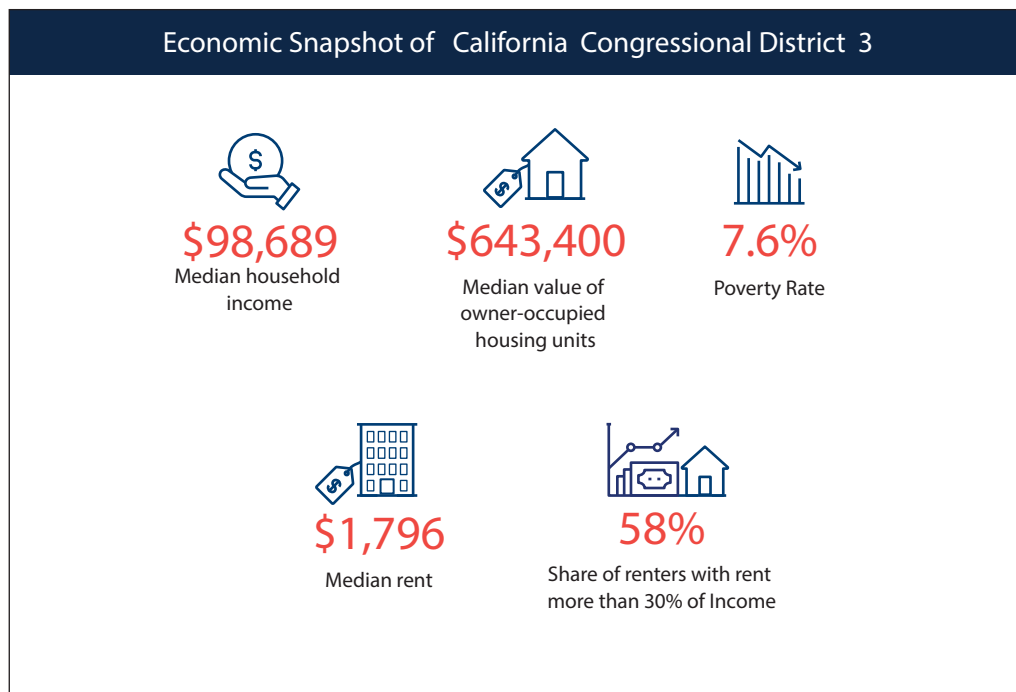 Economic Snapshot of California Congressional District 3
$
$98,689
Median household
income
$
$643,400
Median value of
owner-occupied
housing units
7.6%
Poverty Rate
$
$1,796
Median rent
58%
Share of renters with rent
more than 30% of Income